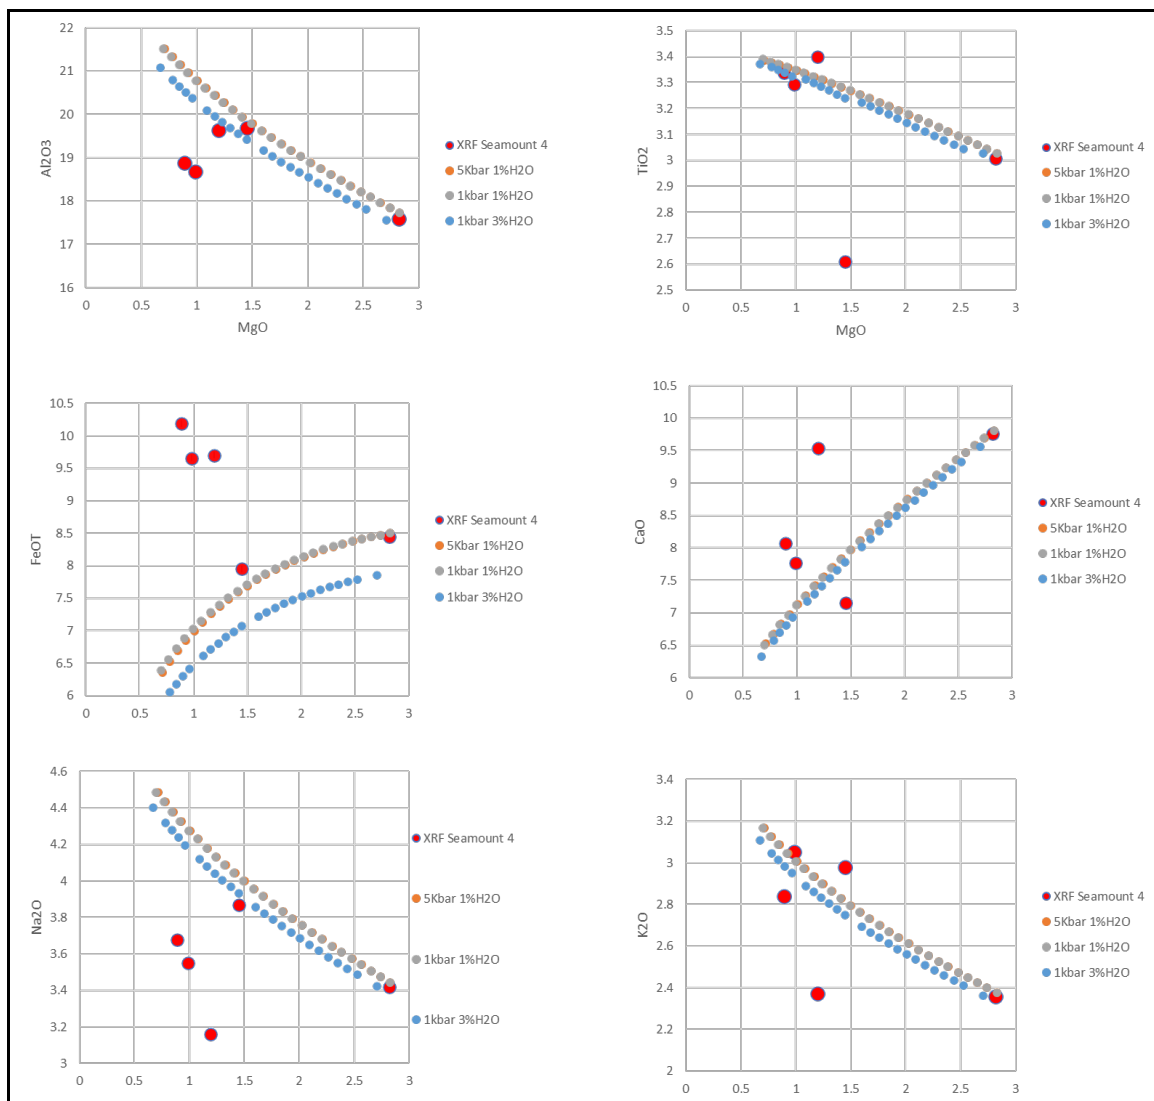 22
21
20
19
18
17
16
0 0.5 1 1.5 2 2.5 3
Al2O3
MgO
XRF Seamount 4
5Kbar 1%H2O
1kbar 1%H2O
1kbar 3%H2O
3.5
3.4
3.3
3.2
3.1
3
2.9
2.8
2.7
2.6
2.5
0 0.5 1 1.5 2 2.5 3
TiO2
MgO
XRF Seamount 4
5Kbar 1%H2O
1kbar 1%H2O
1kbar 3%H2O
10.5
10
9.5
9
8.5
8
7.5
7
6.5
6
0 0.5 1 1.5 2 2.5 3
FeOT
XRF Seamount 4
5Kbar 1%H2O
1kbar 1%H2O
1kbar 3%H2O
10.5
10
9.5
9
8.5
8
7.5
7
6.5
6
0 0.5 1 1.5 2 2.5 3
CaO
XRF Seamount 4
5Kbar 1%H2O
1kbar 1%H2O
1kbar 3%H2O
4.6
4.4
4.2
4
3.8
3.6
3.4
3.2
3
0 0.5 1 1.5 2 2.5 3
Na2O
XRF Seamount 4
5Kbar 1%H2O
1kbar 1%H2O
1kbar 3%H2O
3.4
3.2
3
2.8
2.6
2.4
2.2
2
0 0.5 1 1.5 2 2.5 3
K2O
XRF Seamount 4
5Kbar 1%H2O
1kbar 1%H2O
1kbar 3%H2O